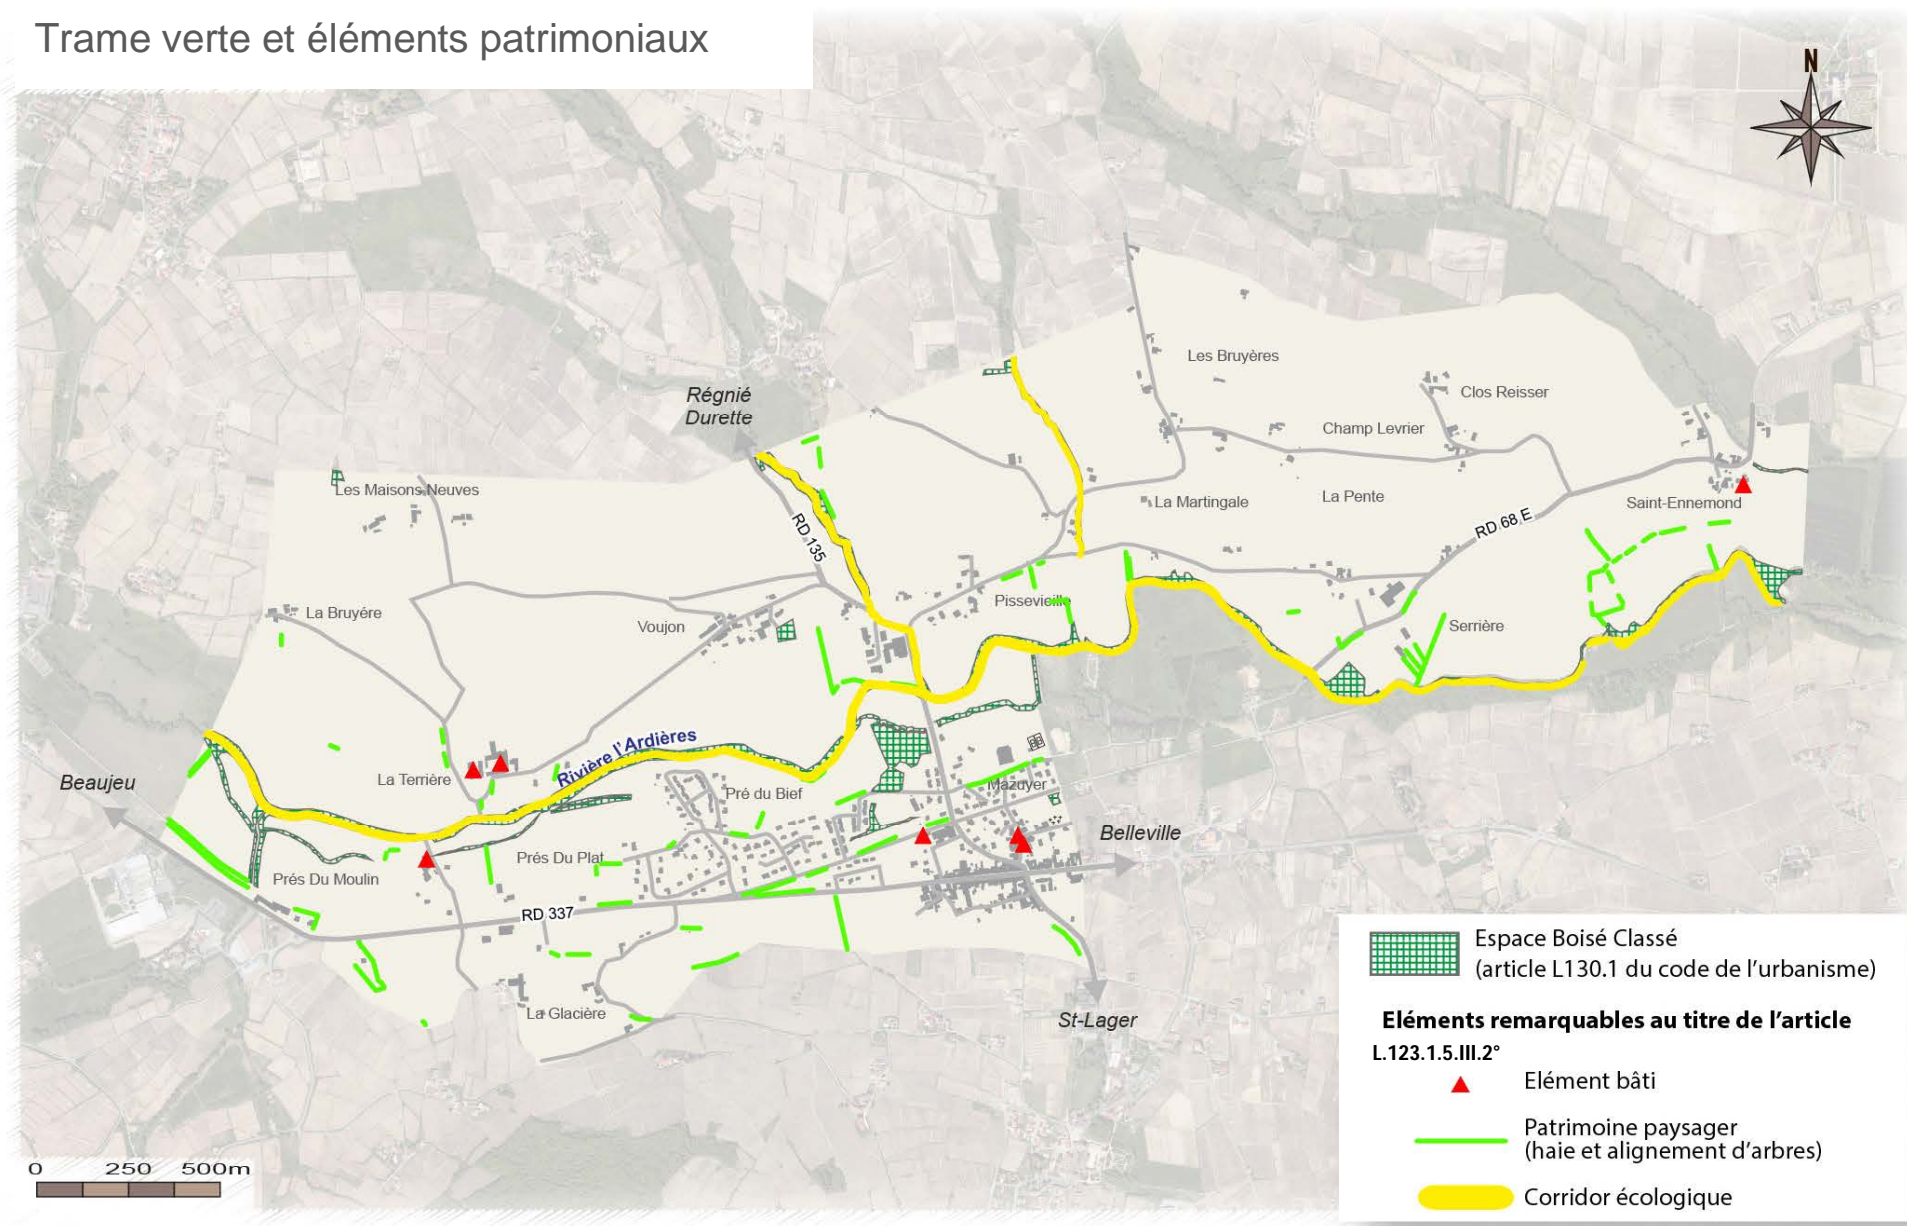 Trame verte et éléments patrimoniaux
N
Les Bruyères
Régnié
Durette
Clos Reisser
Champ Levrier
Les Maisons Neuves
La Martingale
La Pente
Saint-Ennemond
RD 135
RD 68 E
Pissevieille
La Bruyére
Voujon
Serrière
Rivière l'Ardières
Beaujeu
La Terrière
Pré du Bief
Mazuyer
Belleville
Prés Du Plat
Prés Du Moulin
RD 337
La Glacière
St-Lager
Espace Boisé Classé
(article L130.1 du code de l'urbanisme)
Eléments remarquables au titre de l'article
L.123.1.5.III.2°
Elément bâti
Patrimoine paysager
(haie et alignement d'arbres)
Corridor écologique
0 250 500m